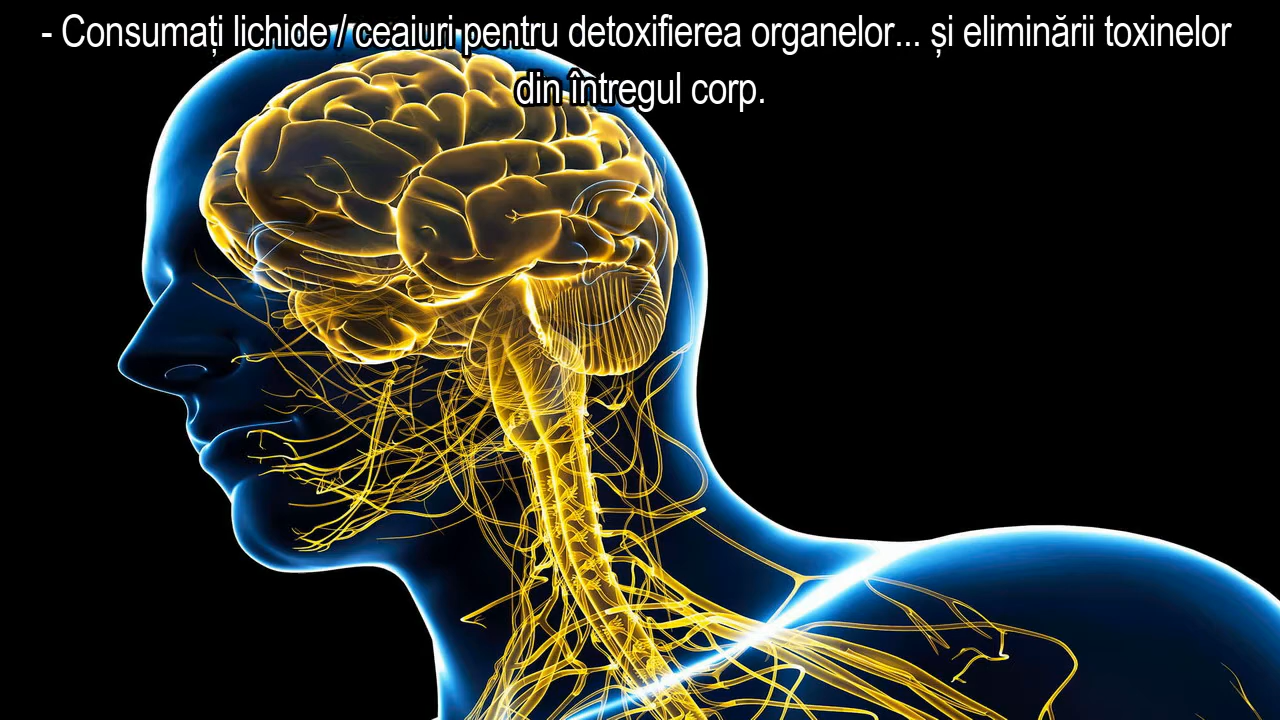 - Consumați lichide / ceaiuri pentru detoxifierea organelor... și eliminării toxinelor
din întregul corp.